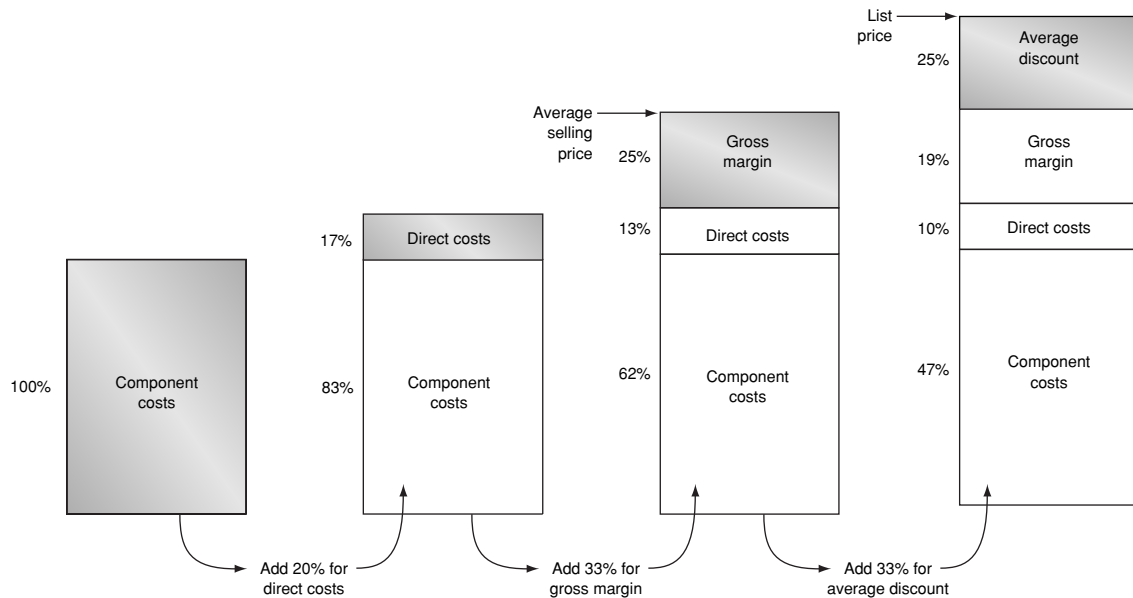 100%
Component
costs
Add 20% for
direct costs
17%
Direct costs
83%
Component
costs
Add 33% for
gross margin
Average
selling
price
25%
Gross
margin
13%
Direct costs
62%
Component
costs
Add 33% for
average discount
List
price
25%
Average
discount
19%
Gross
margin
10%
Direct costs
47%
Component
costs